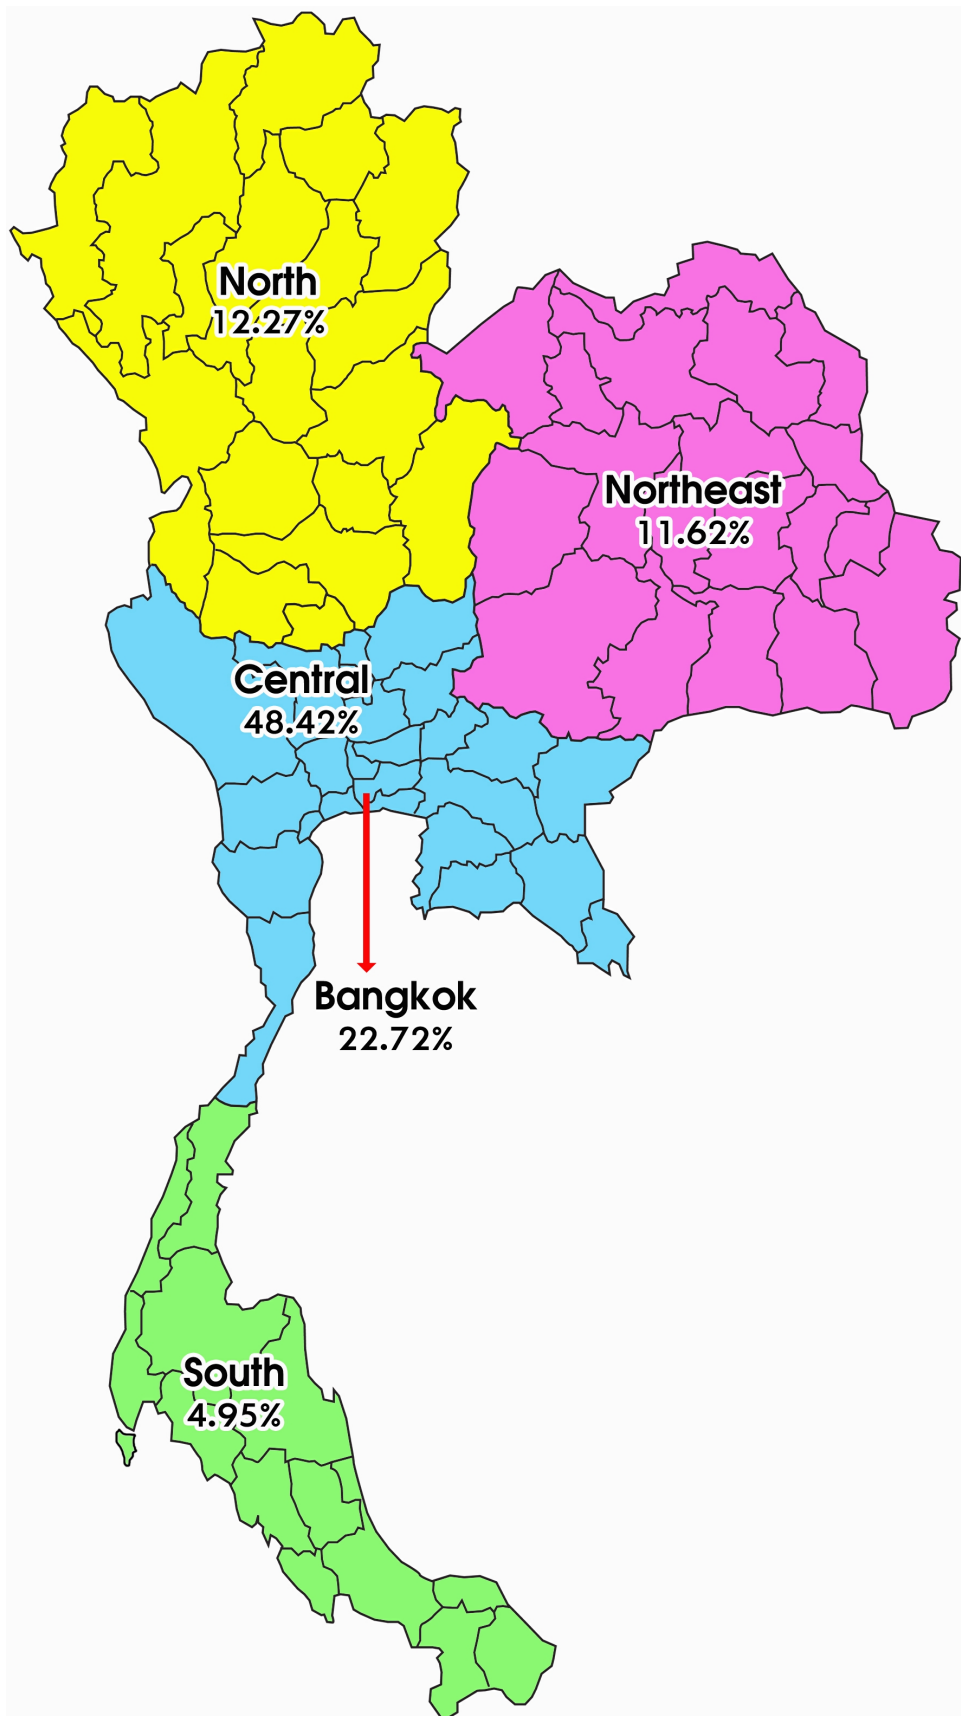 North
12.27%
Northeast
11.62%
Central
48.42%
Bangkok
22.72%
South
4.95%